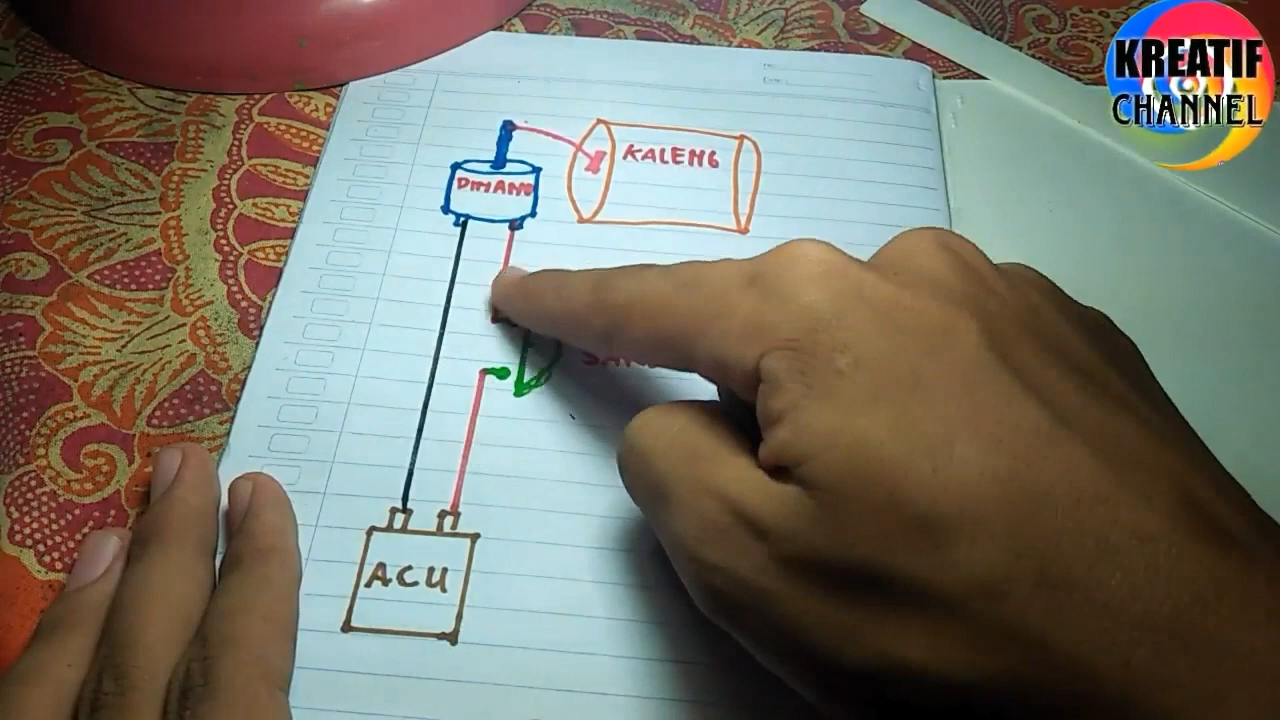 KREATIF
CHANNEL
KALENG
DINAMO
ACU